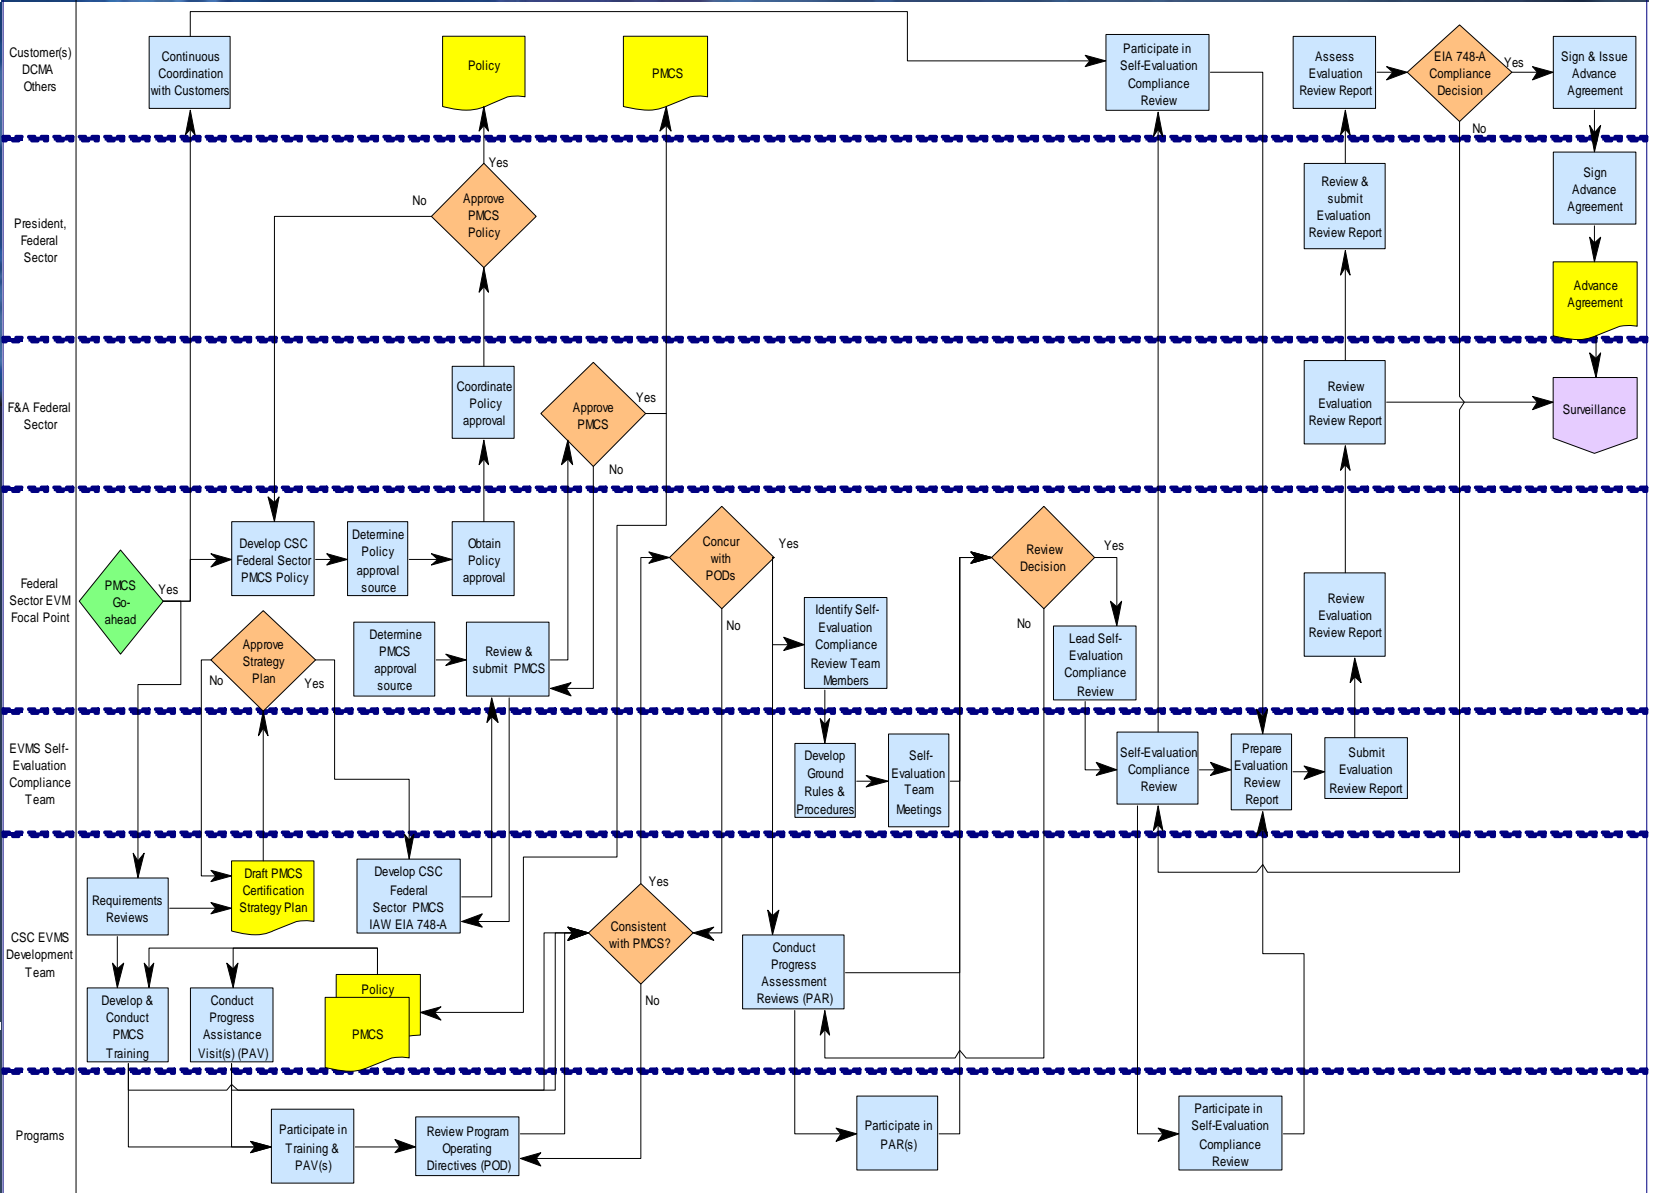 Customer(s)
DCMA
Others
Continuous
Coordination
with Customers
Policy
PMCS
Participate in
Self-Evaluation
Compliance
Review
Assess
Evaluation
Review Report
EIA 748-A
Compliance
Decision
Yes
No
Sign & Issue
Advance
Agreement
President,
Federal
Sector
No
Approve
PMCS
Policy
Yes
Review &
submit
Evaluation
Review Report
Sign
Advance
Agreement
Advance
Agreement
F&A Federal
Sector
Coordinate
Policy
approval
Approve
PMCS
Yes
No
Review
Evaluation
Review Report
Surveillance
Federal
Sector EVM
Focal Point
PMCS
Go-
ahead
Yes
Develop CSC
Federal Sector
PMCS Policy
Determine
Policy
approval
source
Obtain
Policy
approval
Approve
Strategy
Plan
No
Yes
Determine
PMCS
approval
source
Review &
submit PMCS
Concur
with
PODs
Yes
No
Identify Self-
Evaluation
Compliance
Review Team
Members
Review
Decision
Yes
No
Lead Self-
Evaluation
Compliance
Review
Review
Evaluation
Review Report
EVMS Self-
Evaluation
Compliance
Team
Develop
Ground
Rules &
Procedures
Self-
Evaluation
Team
Meetings
Self-Evaluation
Compliance
Review
Prepare
Evaluation
Review
Report
Submit
Evaluation
Review Report
CSC EVMS
Development
Team
Requirements
Reviews
Draft PMCS
Certification
Strategy Plan
Develop CSC
Federal
Sector PMCS
IAW EIA 748-A
Yes
Consistent
with PMCS?
No
Develop &
Conduct
PMCS
Training
Conduct
Progress
Assistance
Visit(s) (PAV)
Policy
PMCS
Conduct
Progress
Assessment
Reviews (PAR)
Programs
Participate in
Training &
PAV(s)
Review Program
Operating
Directives (POD)
Participate in
PAR(s)
Participate in
Self-Evaluation
Compliance
Review